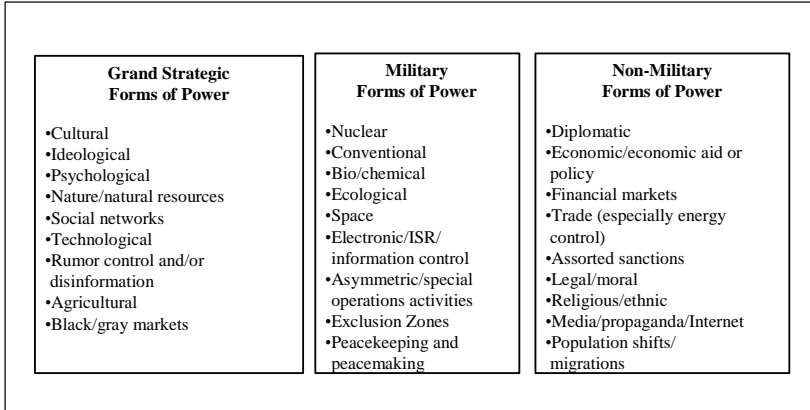 Grand Strategic
Forms of Power
•Cultural
•Ideological
•Psychological
•Nature/natural resources
•Social networks
•Technological
•Rumor control and/or
disinformation
•Agricultural
•Black/gray markets
Military
Forms of Power
•Nuclear
•Conventional
•Bio/chemical
•Ecological
•Space
•Electronic/ISR/
information control
•Asymmetric/special
operations activities
•Exclusion Zones
•Peacekeeping and
peacemaking
Non-Military
Forms of Power
•Diplomatic
•Economic/economic aid or
policy
•Financial markets
•Trade (especially energy
control)
•Assorted sanctions
•Legal/moral
•Religious/ethnic
•Media/propaganda/Internet
•Population shifts/
migrations